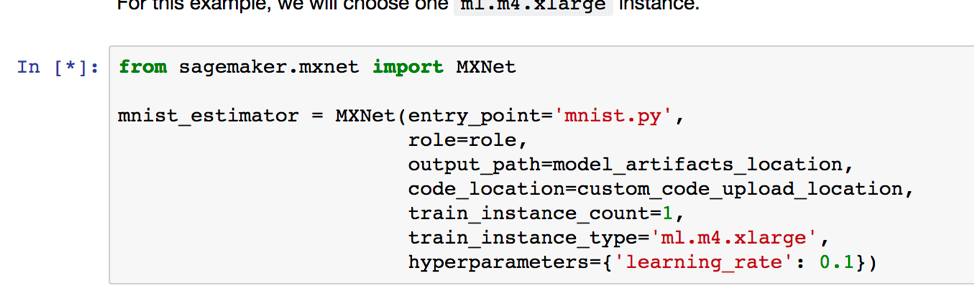 For this example, we will choose one ml.m4.xlarge instance.
In [*]: from sagemaker.mxnet import MXNet
mnist_estimator = MXNet(entry_point='mnist.py',
role=role,
output_path=model_artifacts_location,
code_location=custom_code_upload_location,
train_instance_count=1,
train_instance_type='ml.m4.xlarge',
hyperparameters={'learning_rate': 0.1})